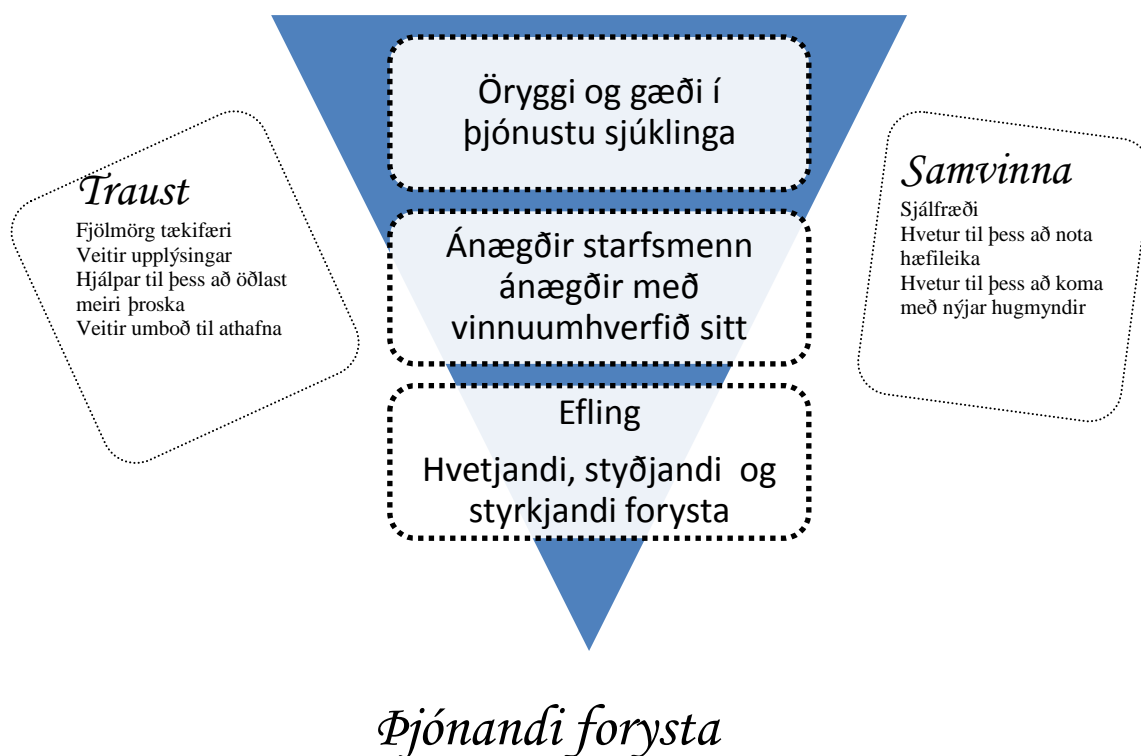 Öryggi og gæði í
þjónustu sjúklinga
Traust
Fjölmörg tækifæri
Veitir upplýsingar
Hjálpar til þess að öðlast
meiri þroska
Veitir umboð til athafna
Ánægðir starfsmenn
ánægðir með
vinnuumhverfið sitt
Samvinna
Sjálfræði
Hvetur til þess að nota
hæfileika
Hvetur til þess að koma
með nýjar hugmyndir
Efling
Hvetjandi, styðjandi og
styrkjandi forysta
Þjónandi forysta